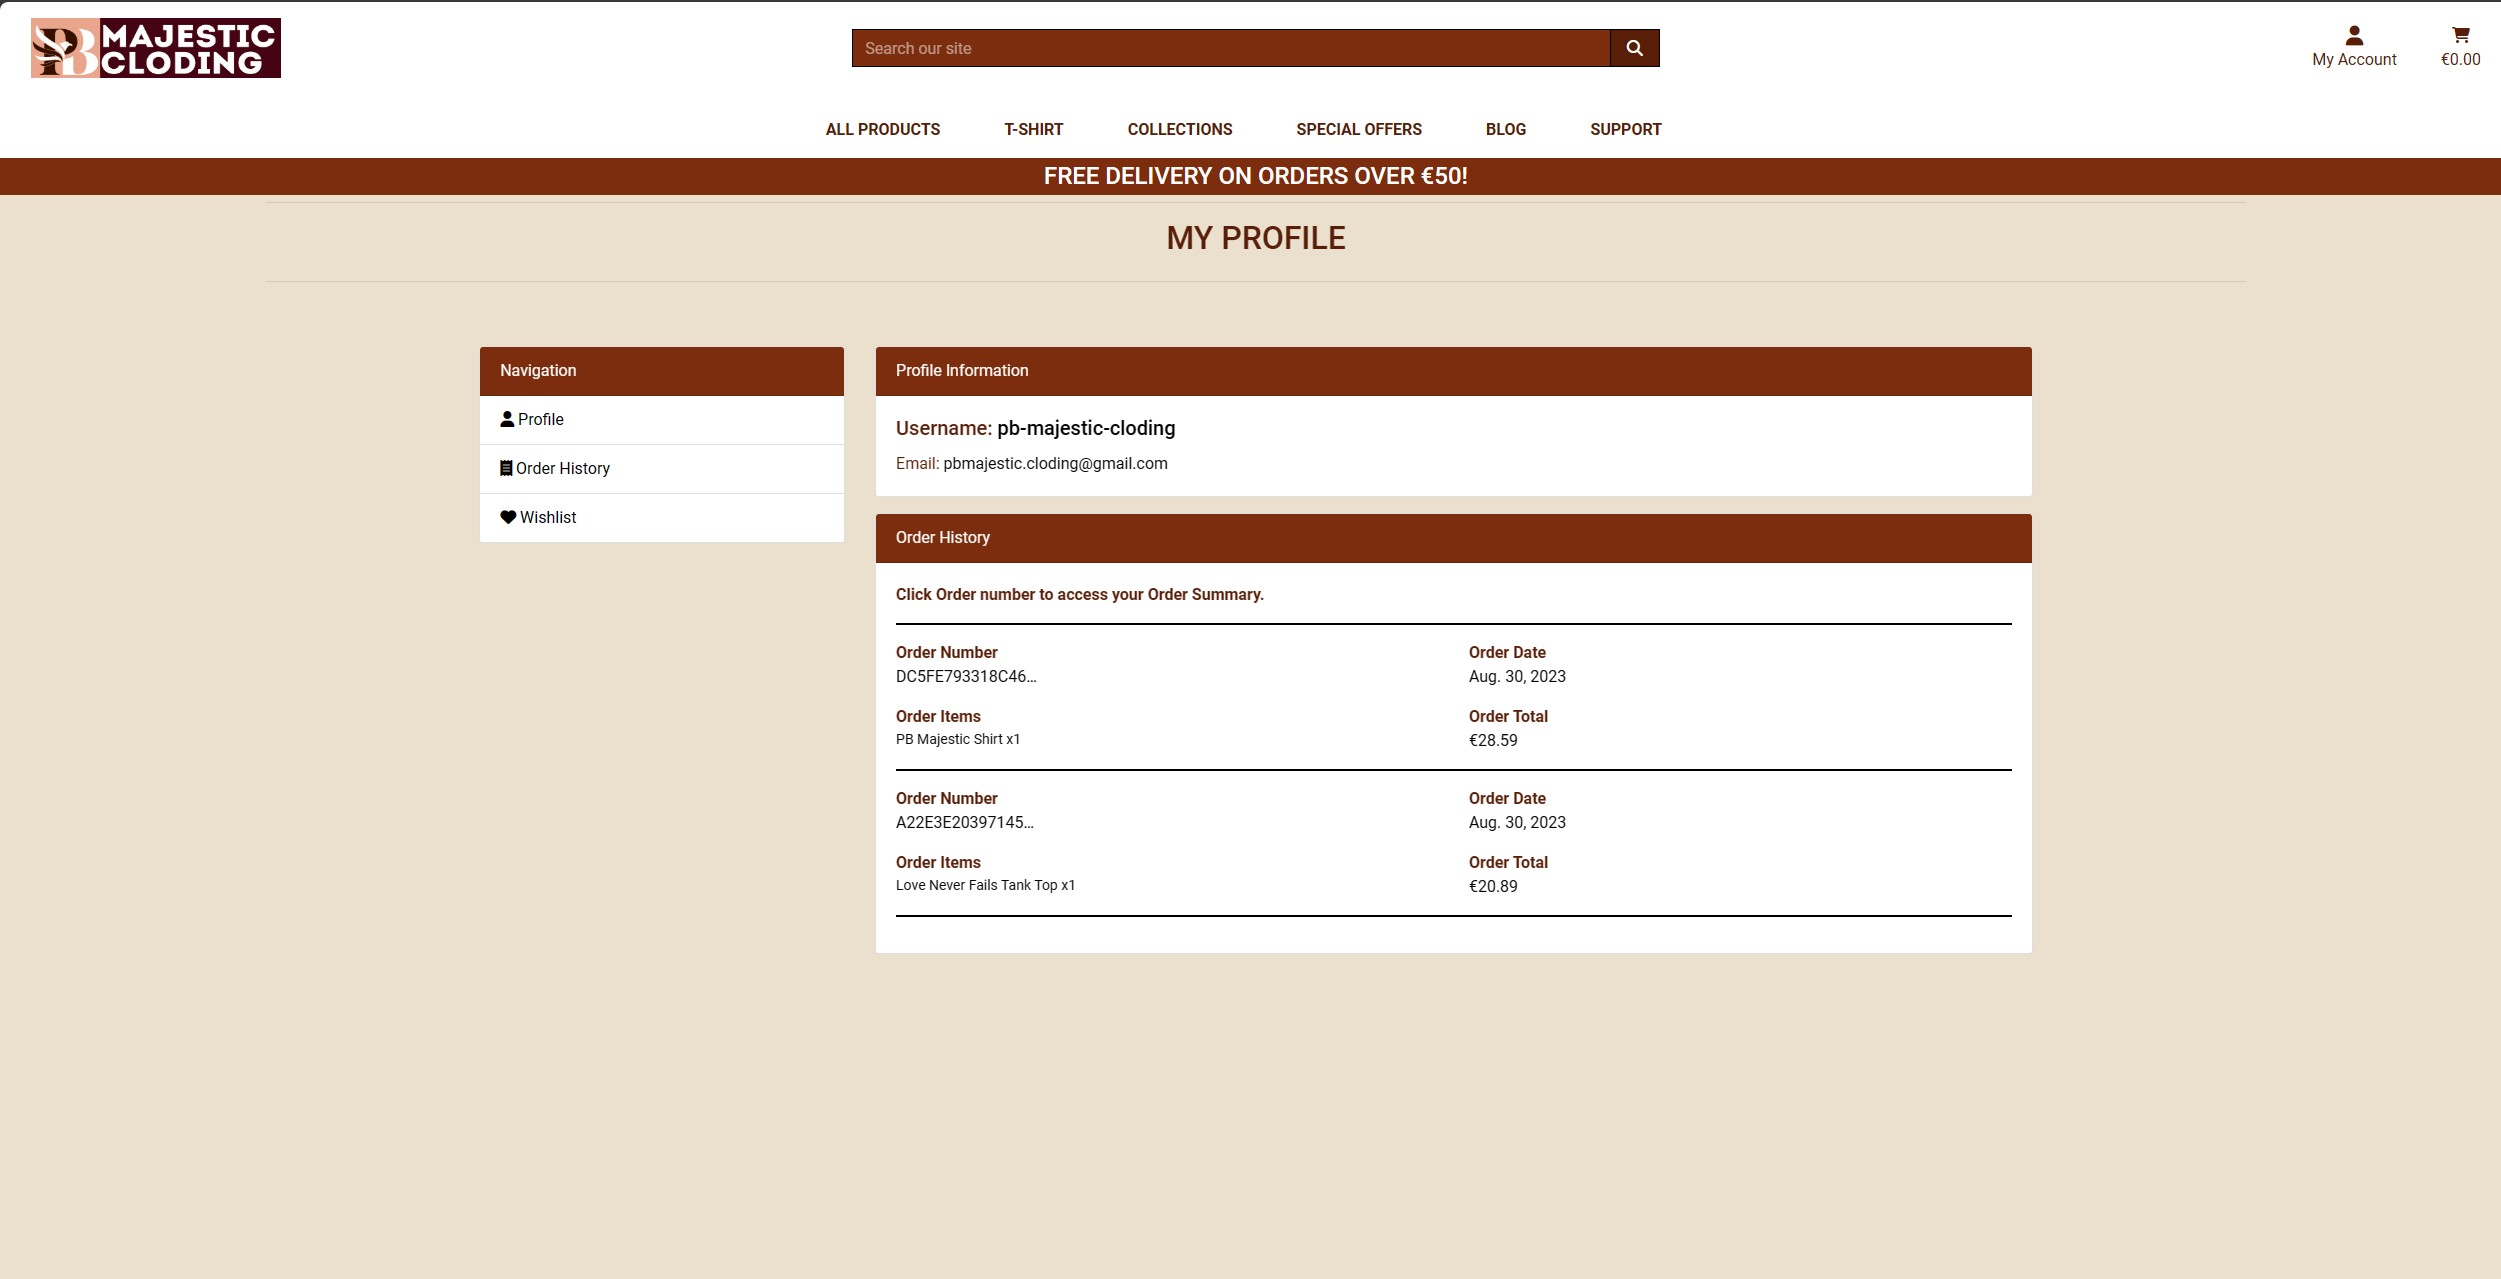 PB MAJESTIC
CLODING
Search our site
My Account
€0.00
ALL PRODUCTS T-SHIRT COLLECTIONS SPECIAL OFFERS BLOG SUPPORT
FREE DELIVERY ON ORDERS OVER €50!
MY PROFILE
Navigation
Profile
Order History
Wishlist
Profile Information
Username: pb-majestic-cloding
Email: pbmajestic.cloding@gmail.com
Order History
Click Order number to access your Order Summary.
Order Number Order Date
DC5FE793318C46... Aug. 30, 2023
Order Items Order Total
PB Majestic Shirt x1 €28.59
Order Number Order Date
A22E3E20397145... Aug. 30, 2023
Order Items Order Total
Love Never Fails Tank Top x1 €20.89